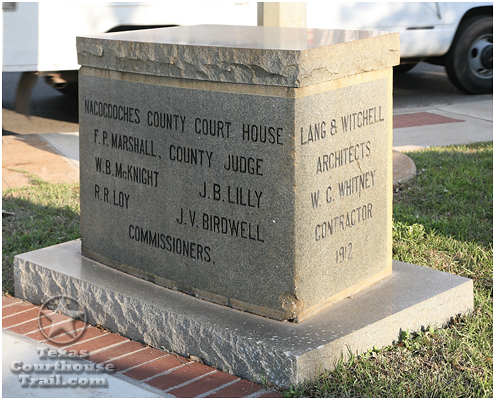 NACOGDOCHES COUNTY COURT HOUSE
F.P. MARSHALL, COUNTY JUDGE
W.B. McKNIGHT J.B. LILLY
R.R. LOY J.V. BIRDWELL
COMMISSIONERS.
LANG & WITCHELL
ARCHITECTS
W. C. WHITNEY
CONTRACTOR
1912
Texas
Courthouse
Trail.com